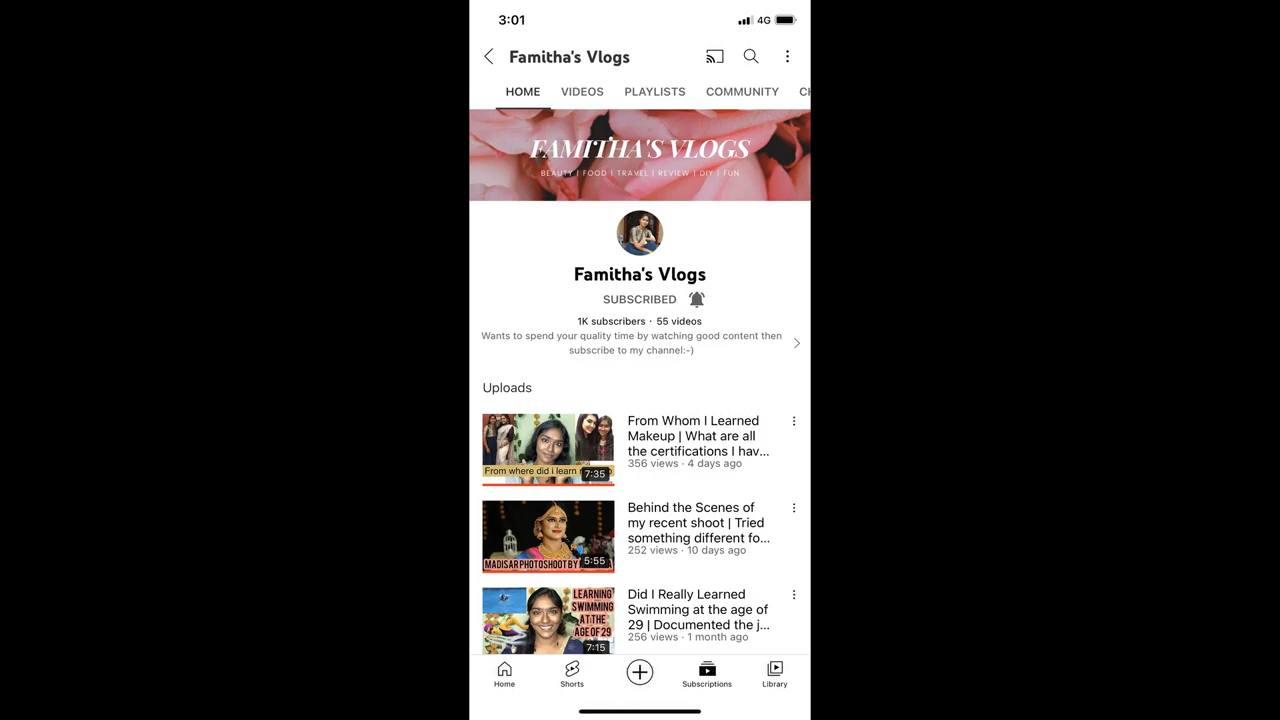 3:01
4G
Famitha's Vlogs
HOME VIDEOS PLAYLISTS COMMUNITY
FAMITHA'S VLOGS
BEAUTY | FOOD | TRAVEL | REVIEW | DIY | FUN
Famitha's Vlogs
SUBSCRIBED
1K subscribers · 55 videos
Wants to spend your quality time by watching good content then
subscribe to my channel:-)
Uploads
From where did i learn
7:35
From Whom I Learned
Makeup | What are all
the certifications I hav...
356 views · 4 days ago
MADISAR PHOTOSHOOT BY
5:55
Behind the Scenes of
my recent shoot | Tried
something different fo...
252 views · 10 days ago
LEARNING
SWIMMING
AT THE
AGE OF 29
7:15
Did I Really Learned
Swimming at the age of
29 | Documented the j...
256 views · 1 month ago
Home Shorts Subscriptions Library